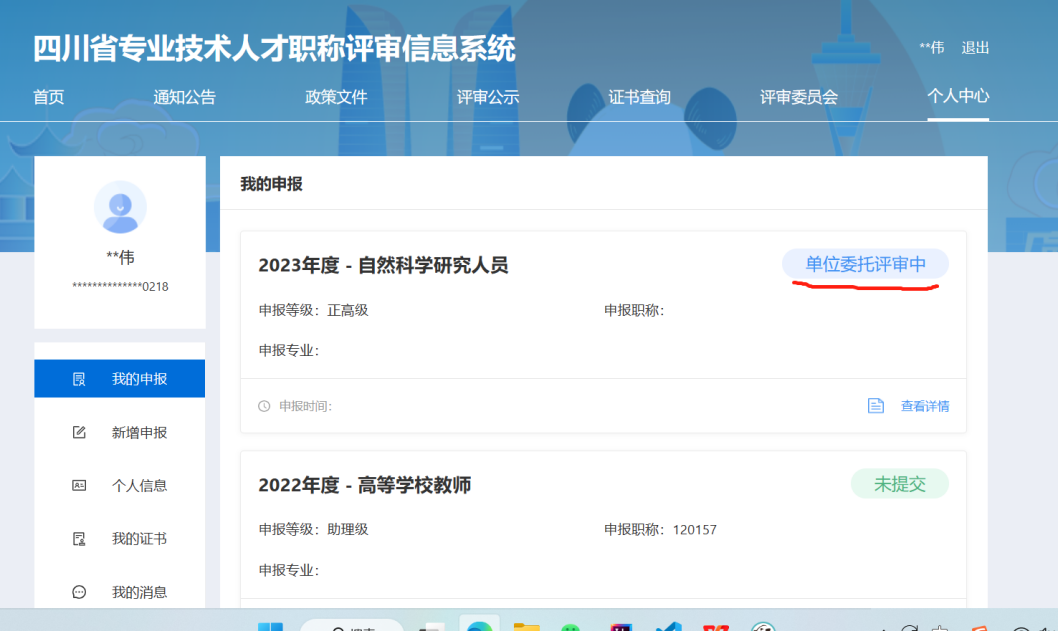 四川省专业技术人才职称评审信息系统
**伟 退出
首页 通知公告 政策文件 评审公示 证书查询 评审委员会 个人中心
**伟
**************0218
我的申报
新增申报
个人信息
我的证书
我的消息
我的申报
2023年度 - 自然科学研究人员 单位委托评审中
申报等级：正高级 申报职称：
申报专业：
申报时间： 查看详情
2022年度 - 高等学校教师 未提交
申报等级：助理级 申报职称：120157
申报专业：